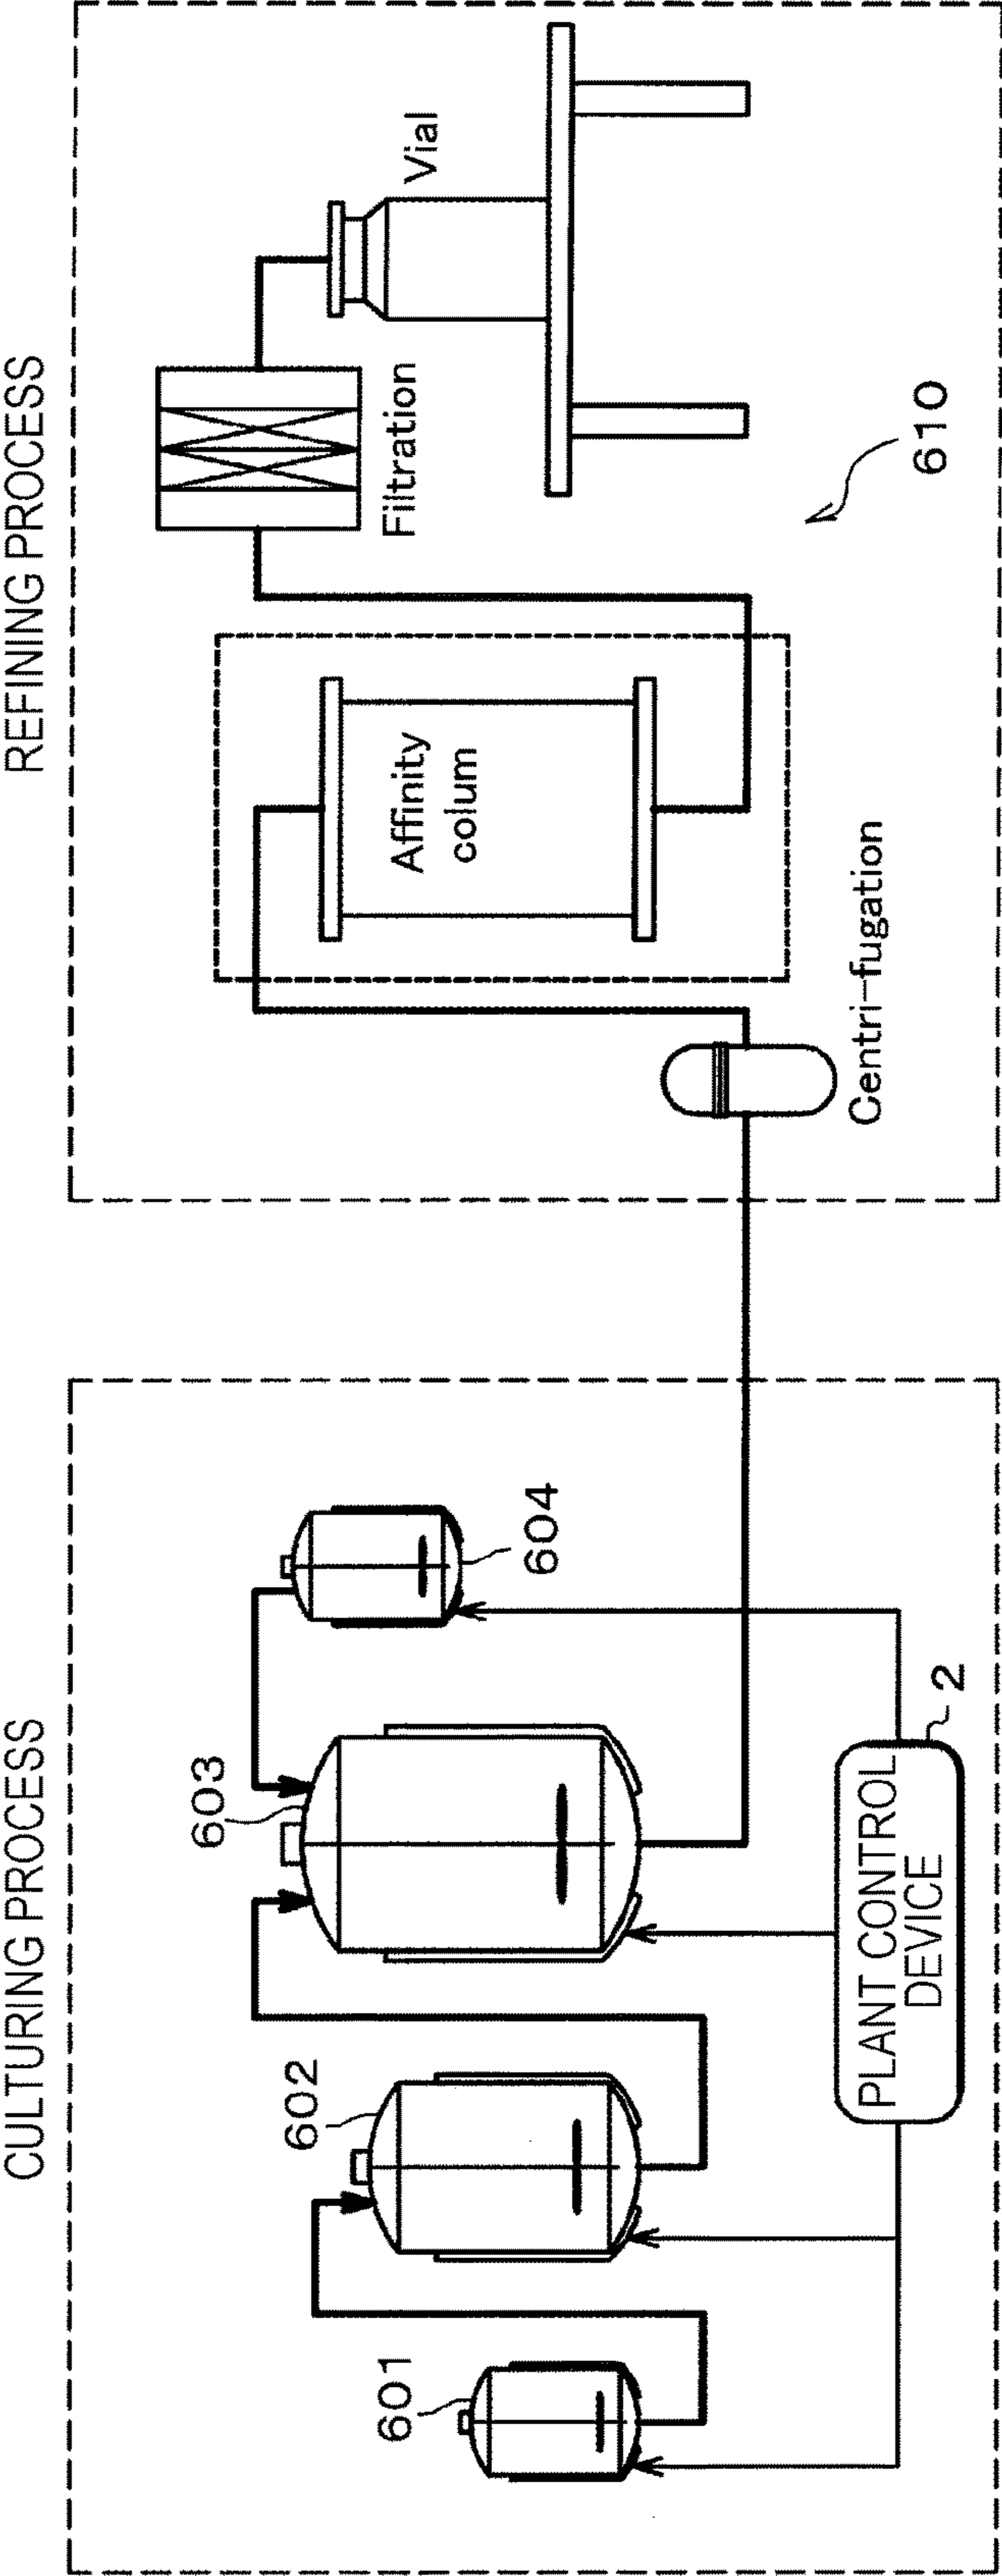 CULTURING PROCESS
601
602
603
604
PLANT CONTROL
DEVICE
2
REFINING PROCESS
Centri-fugation
Affinity
colum
Filtration
Vial
610